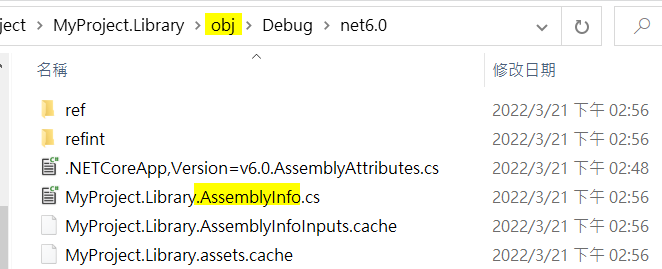 ject > MyProject.Library > obj > Debug > net6.0
名稱 修改日期
ref 2022/3/21 下午 02:56
refint 2022/3/21 下午 02:56
.NETCoreApp,Version=v6.0.AssemblyAttributes.cs 2022/3/21 下午 02:48
MyProject.Library.AssemblyInfo.cs 2022/3/21 下午 02:56
MyProject.Library.AssemblyInfoInputs.cache 2022/3/21 下午 02:56
MyProject.Library.assets.cache 2022/3/21 下午 02:56